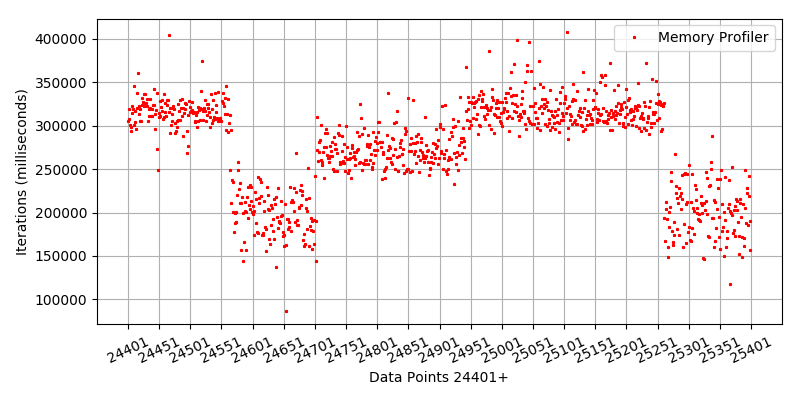 Memory Profiler
400000
350000
300000
250000
200000
150000
100000
Iterations (milliseconds)
24401 24451 24501 24551 24601 24651 24701 24751 24801 24851 24901 24951 25001 25051 25101 25151 25201 25251 25301 25351 25401
Data Points 24401+